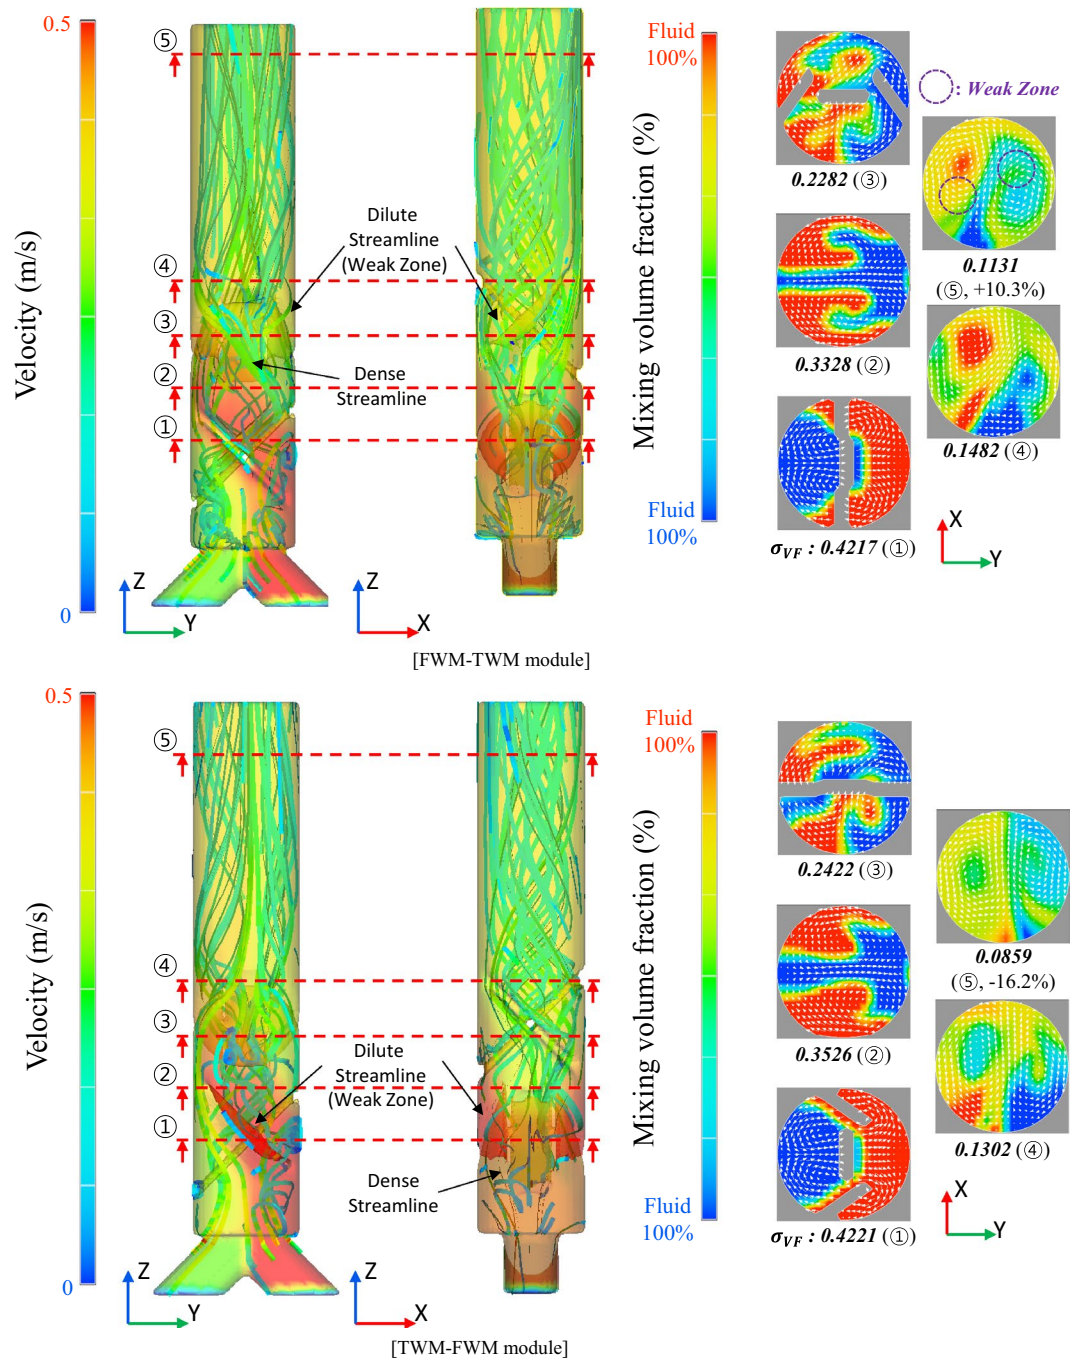 0.5
Velocity (m/s)
0
⑤
④
③
②
①
Dilute
Streamline
(Weak Zone)
Dense
Streamline
Z
Y
Z
X
Fluid
100%
Mixing volume fraction (%)
Fluid
100%
: Weak Zone
0.2282 (③)
0.1131
(⑤, +10.3%)
0.3328 (②)
0.1482 (④)
σVF : 0.4217 (①)
X
Y
[FWM-TWM module]
0.5
Velocity (m/s)
0
⑤
④
③
②
①
Dilute
Streamline
(Weak Zone)
Dense
Streamline
Z
Y
Z
X
Fluid
100%
Mixing volume fraction (%)
Fluid
100%
0.2422 (③)
0.0859
(⑤, -16.2%)
0.3526 (②)
0.1302 (④)
σVF : 0.4221 (①)
X
Y
[TWM-FWM module]